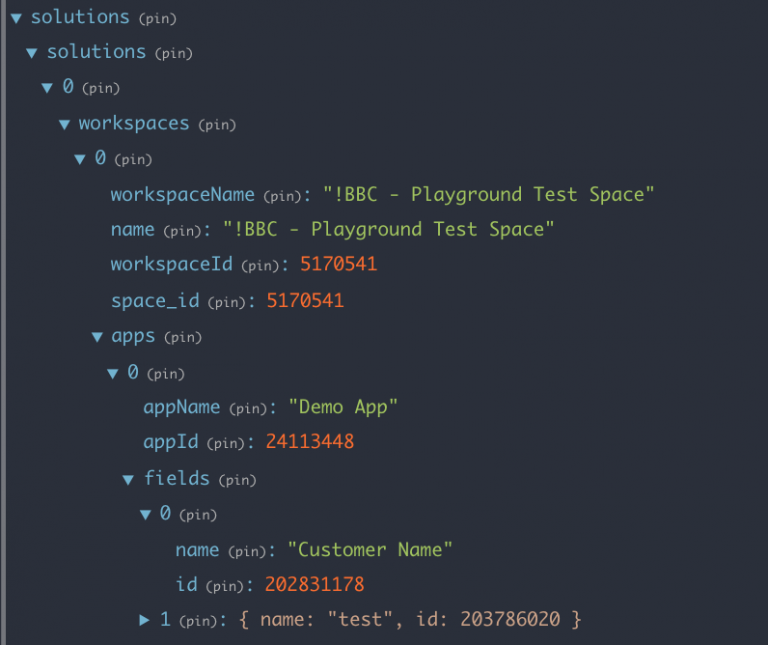 solutions (pin)
solutions (pin)
0 (pin)
workspaces (pin)
0 (pin)
workspaceName (pin): "!BBC - Playground Test Space"
name (pin): "!BBC - Playground Test Space"
workspaceId (pin): 5170541
space_id (pin): 5170541
apps (pin)
0 (pin)
appName (pin): "Demo App"
appId (pin): 24113448
fields (pin)
0 (pin)
name (pin): "Customer Name"
id (pin): 202831178
1 (pin): { name: "test", id: 203786020 }